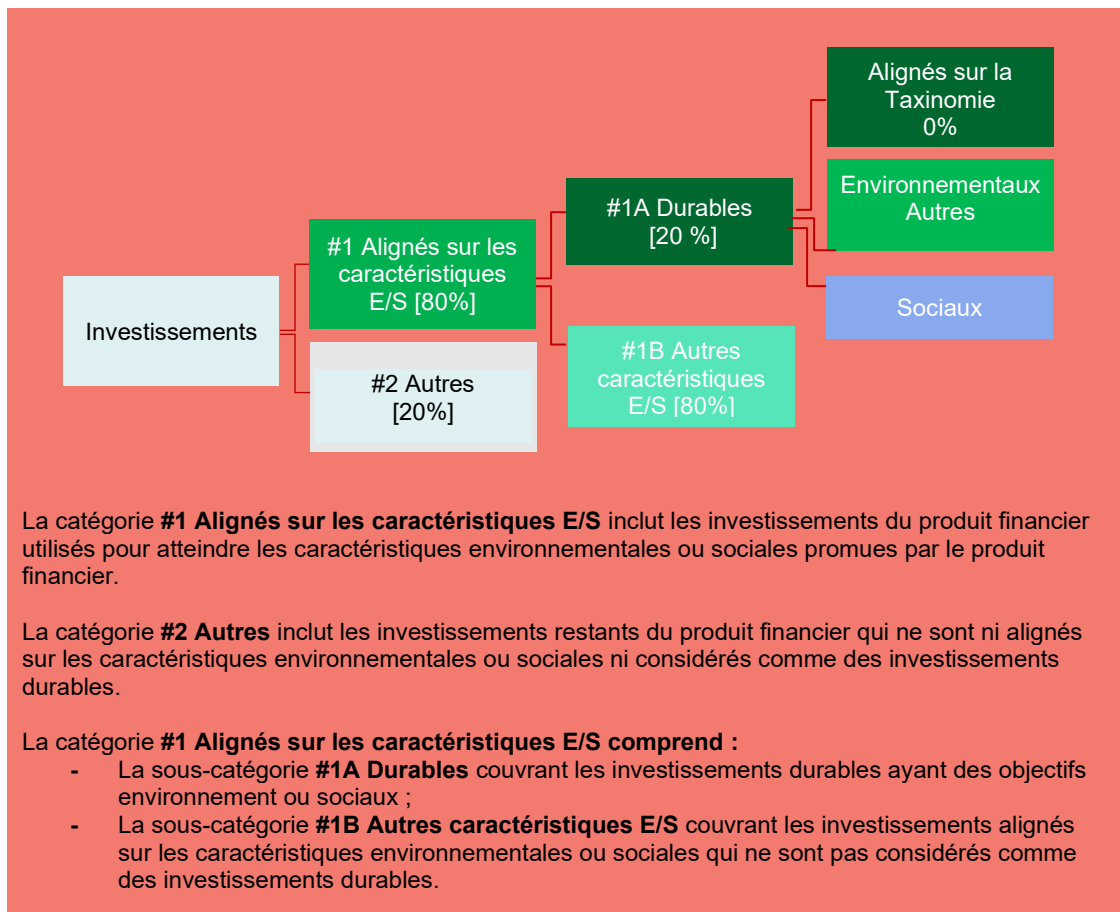 Alignés sur la
Taxinomie
0%
Environnementaux
Autres
#1A Durables
[20 %]
#1 Alignés sur les
caractéristiques
E/S [80%]
Sociaux
Investissements
#1B Autres
caractéristiques
E/S [80%]
#2 Autres
[20%]
La catégorie #1 Alignés sur les caractéristiques E/S inclut les investissements du produit financier
utilisés pour atteindre les caractéristiques environnementales ou sociales promues par le produit
financier.
La catégorie #2 Autres inclut les investissements restants du produit financier qui ne sont ni alignés
sur les caractéristiques environnementales ou sociales ni considérés comme des investissements
durables.
La catégorie #1 Alignés sur les caractéristiques E/S comprend :
- La sous-catégorie #1A Durables couvrant les investissements durables ayant des objectifs
environnement ou sociaux ;
- La sous-catégorie #1B Autres caractéristiques E/S couvrant les investissements alignés
sur les caractéristiques environnementales ou sociales qui ne sont pas considérés comme
des investissements durables.